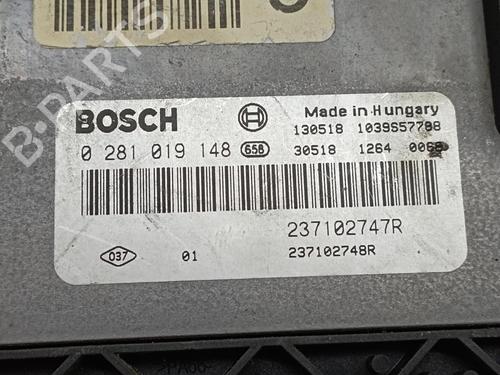 BOSCH
Made in Hungary
130518 1039S57708
0 281 019 148 658
30518 1264 0068
237102747R
037 01 237102748R
B-PARTS